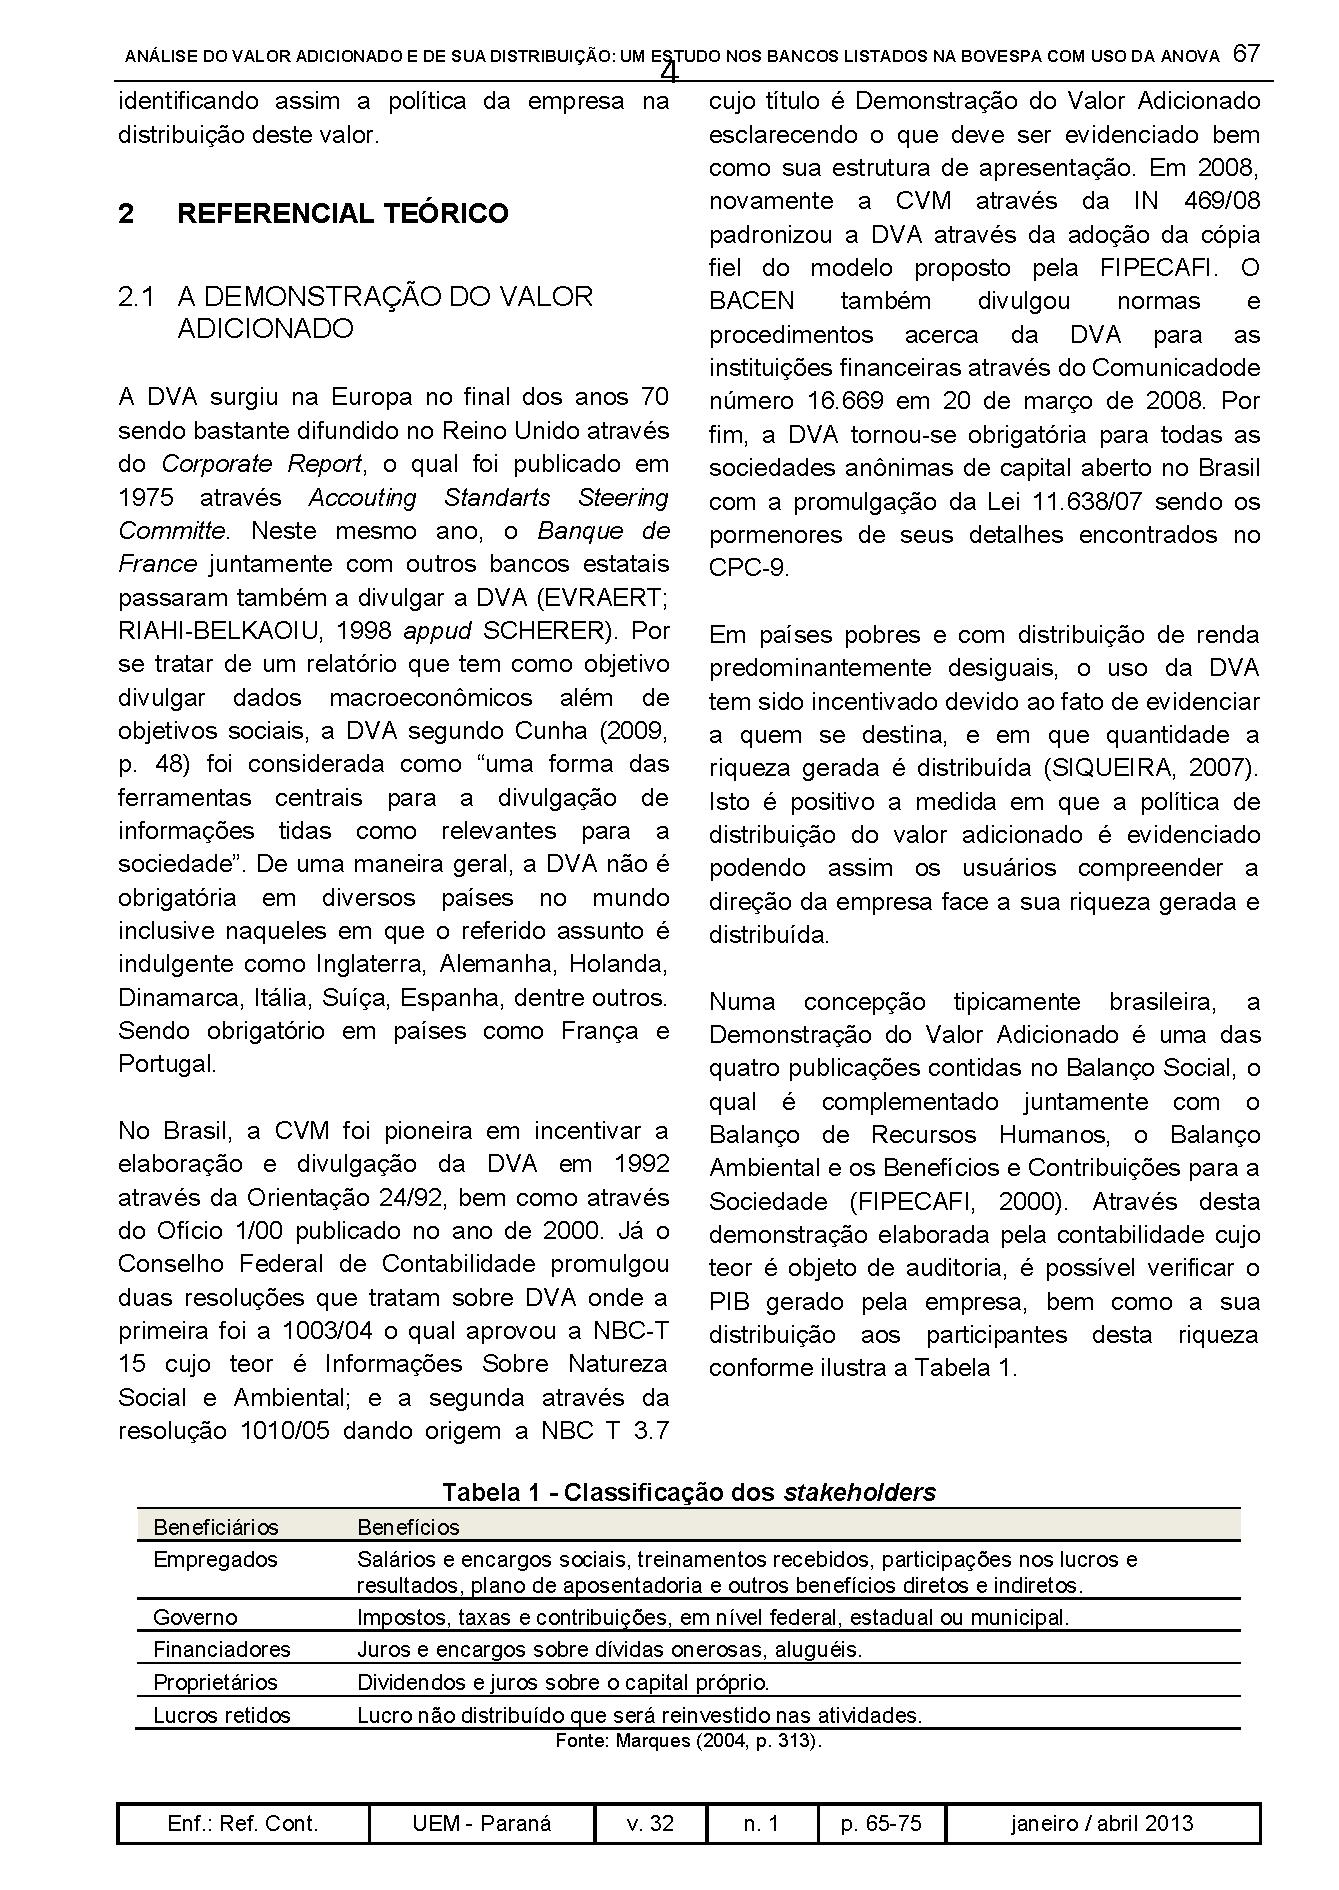 ANÁLISE DO VALOR ADICIONADO E DE SUA DISTRIBUIÇÃO: UM ESTUDO NOS BANCOS LISTADOS NA BOVESPA COM USO DA ANOVA 67
4
identificando assim a política da empresa na
distribuição deste valor.
2 REFERENCIAL TEÓRICO
2.1 A DEMONSTRAÇÃO DO VALOR
ADICIONADO
A DVA surgiu na Europa no final dos anos 70
sendo bastante difundido no Reino Unido através
do Corporate Report, o qual foi publicado em
1975 através Accouting Standarts Steering
Committe. Neste mesmo ano, o Banque de
France juntamente com outros bancos estatais
passaram também a divulgar a DVA (EVRAERT;
RIAHI-BELKAOIU, 1998 appud SCHERER). Por
se tratar de um relatório que tem como objetivo
divulgar dados macroeconômicos além de
objetivos sociais, a DVA segundo Cunha (2009,
p. 48) foi considerada como “uma forma das
ferramentas centrais para a divulgação de
informações tidas como relevantes para a
sociedade”. De uma maneira geral, a DVA não é
obrigatória em diversos países no mundo
inclusive naqueles em que o referido assunto é
indulgente como Inglaterra, Alemanha, Holanda,
Dinamarca, Itália, Suíça, Espanha, dentre outros.
Sendo obrigatório em países como França e
Portugal.
No Brasil, a CVM foi pioneira em incentivar a
elaboração e divulgação da DVA em 1992
através da Orientação 24/92, bem como através
do Ofício 1/00 publicado no ano de 2000. Já o
Conselho Federal de Contabilidade promulgou
duas resoluções que tratam sobre DVA onde a
primeira foi a 1003/04 o qual aprovou a NBC-T
15 cujo teor é Informações Sobre Natureza
Social e Ambiental; e a segunda através da
resolução 1010/05 dando origem a NBC T 3.7
cujo título é Demonstração do Valor Adicionado
esclarecendo o que deve ser evidenciado bem
como sua estrutura de apresentação. Em 2008,
novamente a CVM através da IN 469/08
padronizou a DVA através da adoção da cópia
fiel do modelo proposto pela FIPECAFI. O
BACEN também divulgou normas e
procedimentos acerca da DVA para as
instituições financeiras através do Comunicadode
número 16.669 em 20 de março de 2008. Por
fim, a DVA tornou-se obrigatória para todas as
sociedades anônimas de capital aberto no Brasil
com a promulgação da Lei 11.638/07 sendo os
pormenores de seus detalhes encontrados no
CPC-9.
Em países pobres e com distribuição de renda
predominantemente desiguais, o uso da DVA
tem sido incentivado devido ao fato de evidenciar
a quem se destina, e em que quantidade a
riqueza gerada é distribuída (SIQUEIRA, 2007).
Isto é positivo a medida em que a política de
distribuição do valor adicionado é evidenciado
podendo assim os usuários compreender a
direção da empresa face a sua riqueza gerada e
distribuída.
Numa concepção tipicamente brasileira, a
Demonstração do Valor Adicionado é uma das
quatro publicações contidas no Balanço Social, o
qual é complementado juntamente com o
Balanço de Recursos Humanos, o Balanço
Ambiental e os Benefícios e Contribuições para a
Sociedade (FIPECAFI, 2000). Através desta
demonstração elaborada pela contabilidade cujo
teor é objeto de auditoria, é possível verificar o
PIB gerado pela empresa, bem como a sua
distribuição aos participantes desta riqueza
conforme ilustra a Tabela 1.
Tabela 1 - Classificação dos stakeholders
Beneficiários Benefícios
Empregados Salários e encargos sociais, treinamentos recebidos, participações nos lucros e
resultados, plano de aposentadoria e outros benefícios diretos e indiretos.
Governo Impostos, taxas e contribuições, em nível federal, estadual ou municipal.
Financiadores Juros e encargos sobre dívidas onerosas, aluguéis.
Proprietários Dividendos e juros sobre o capital próprio.
Lucros retidos Lucro não distribuído que será reinvestido nas atividades.
Fonte: Marques (2004, p. 313).
Enf.: Ref. Cont. UEM - Paraná v. 32 n. 1 p. 65-75 janeiro / abril 2013